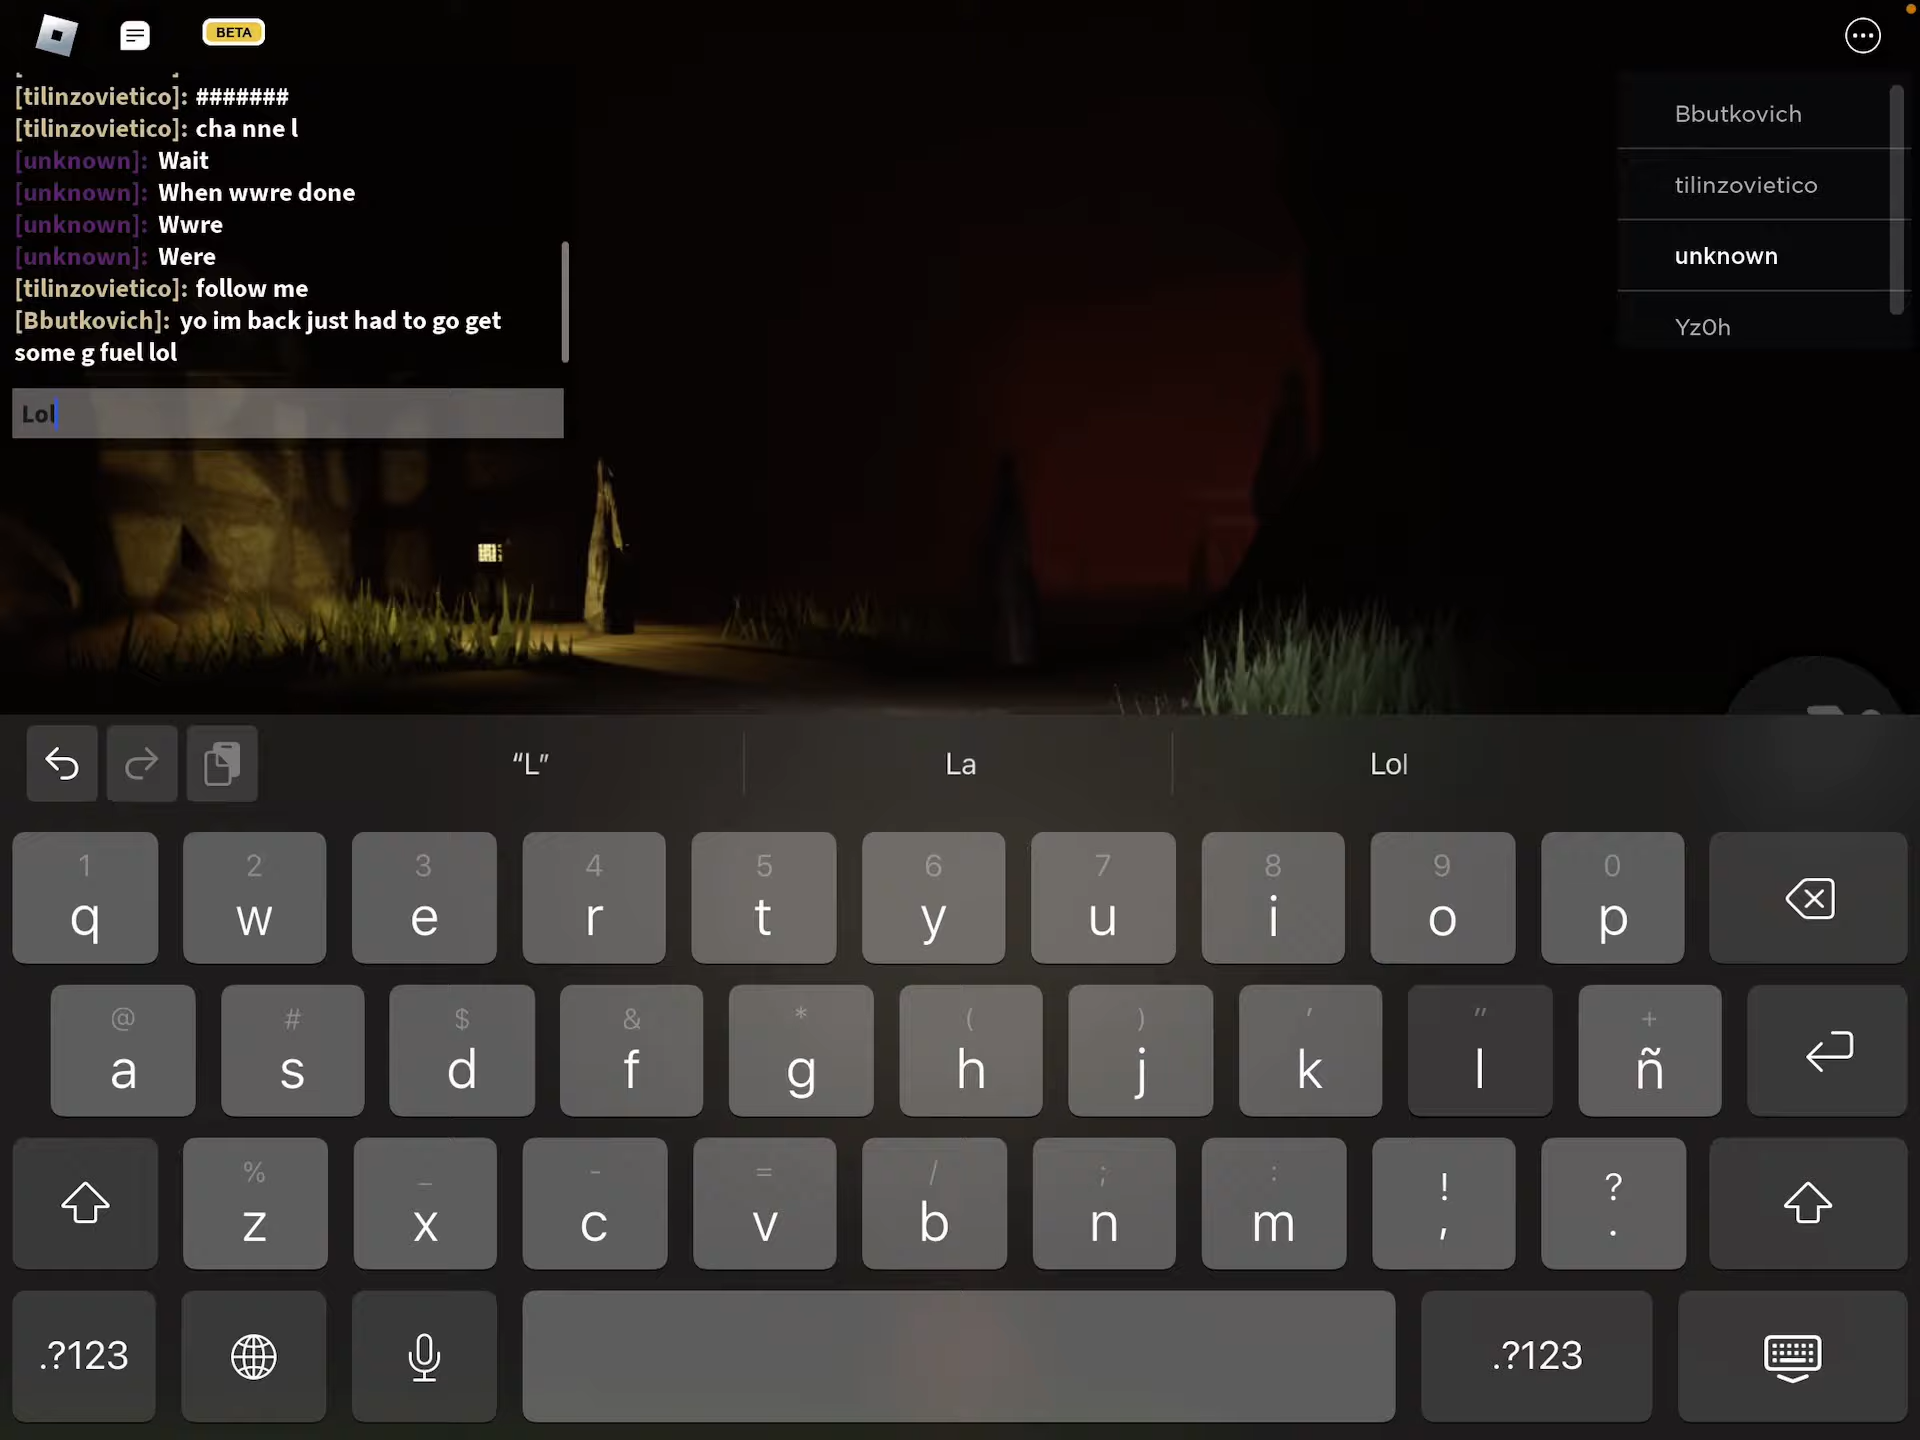 BETA
[tilinzovietico]: #######
[tilinzovietico]: cha nne l
[unknown]: Wait
[unknown]: When wwre done
[unknown]: Wwre
[unknown]: Were
[tilinzovietico]: follow me
[Bbutkovich]: yo im back just had to go get
some g fuel lol
Lol
Bbutkovich
tilinzovietico
unknown
Yz0h
“L” La Lol
1 2 3 4 5 6 7 8 9 0
q w e r t y u i o p
@ # $ & * ( ) ' " +
a s d f g h j k l ñ
% _ - = / ; : ! ?
z x c v b n m , .
.?123 .?123